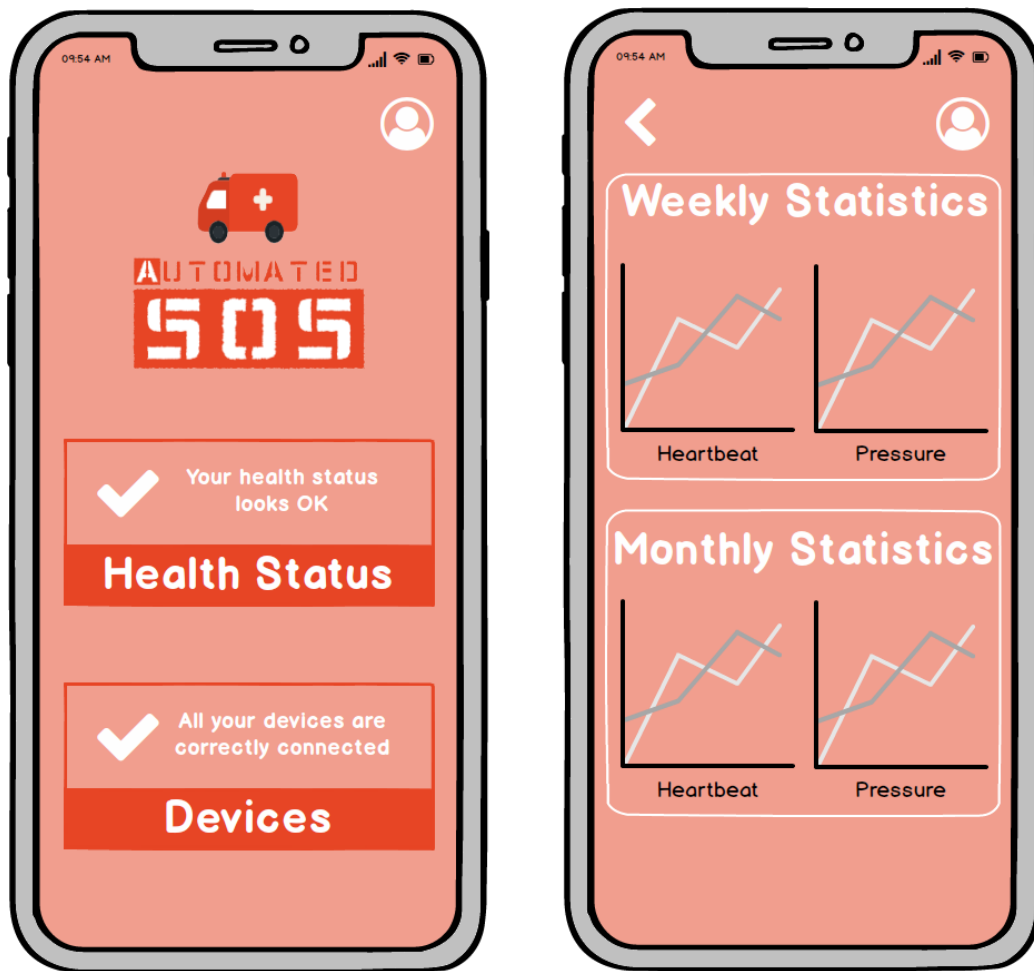 09:54 AM
AUTOMATED
SOS
Your health status
looks OK
Health Status
All your devices are
correctly connected
Devices
09:54 AM
Weekly Statistics
Heartbeat
Pressure
Monthly Statistics
Heartbeat
Pressure